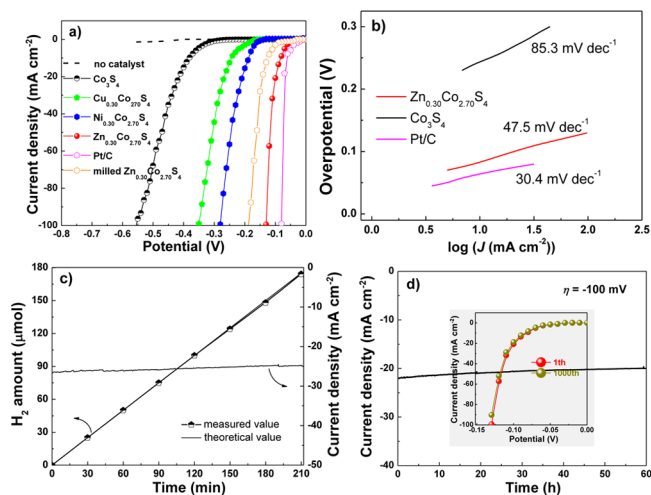 a)
Current density (mA cm⁻²)
0
-20
-40
-60
-80
-100
no catalyst
Co₃S₄
Cu₀.₃₀Co₂₇₀S₄
Ni₀.₃₀Co₂.₇₀S₄
Zn₀.₃₀Co₂.₇₀S₄
Pt/C
milled Zn₀.₃₀Co₂.₇₀S₄
-0.8 -0.7 -0.6 -0.5 -0.4 -0.3 -0.2 -0.1 0.0
Potential (V)
b)
Overpotential (V)
0.3
0.2
0.1
0.0
85.3 mV dec⁻¹
Zn₀.₃₀Co₂.₇₀S₄
Co₃S₄
Pt/C
47.5 mV dec⁻¹
30.4 mV dec⁻¹
0.0 0.5 1.0 1.5 2.0 2.5
log (J (mA cm⁻²))
c)
H₂ amount (μmol)
180
150
120
90
60
30
0
Current density (mA cm⁻²)
0
-10
-20
-30
-40
-50
measured value
theoretical value
0 30 60 90 120 150 180 210
Time (min)
d)
η = -100 mV
Current density (mA cm⁻²)
0
-10
-20
-30
-40
Current density (mA cm⁻²)
0
-20
-40
-60
-80
-100
1th
1000th
-0.15 -0.10 -0.05 0.00
Potential (V)
0 10 20 30 40 50 60
Time (h)